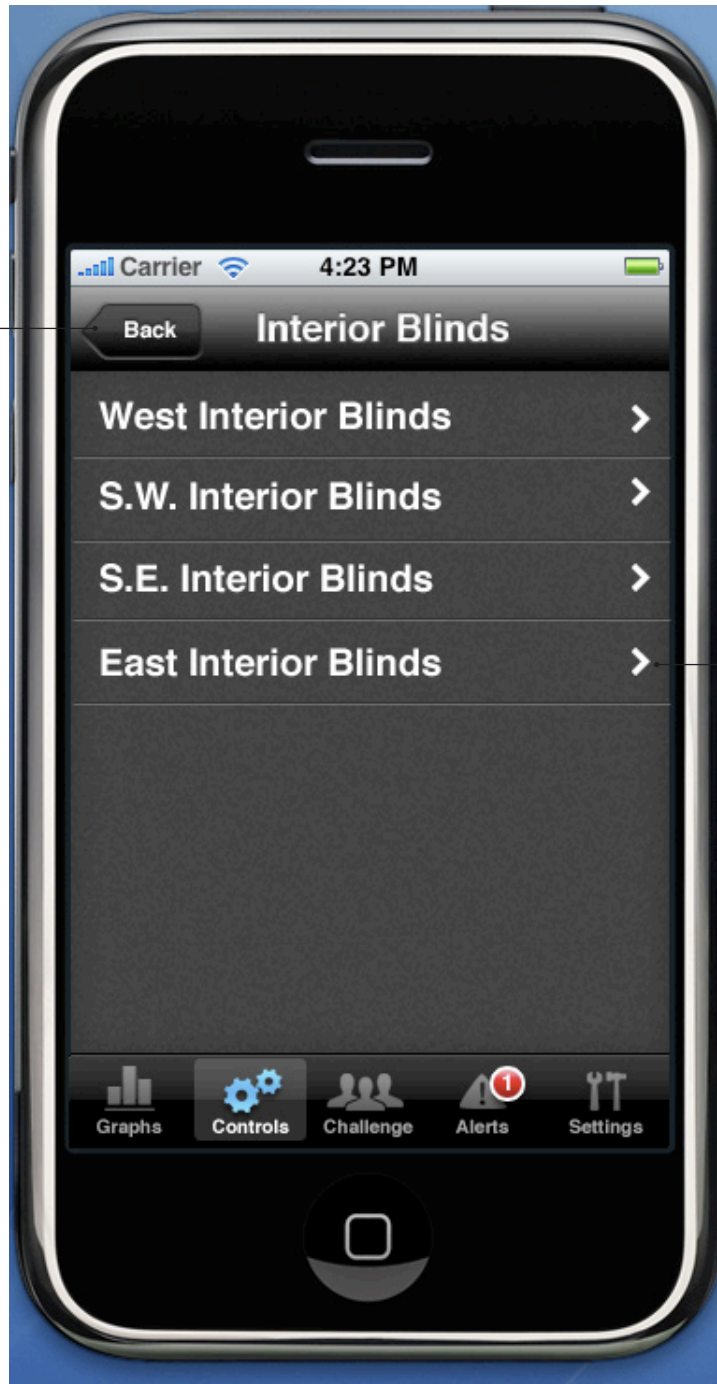 Carrier 4:23 PM
Back Interior Blinds
West Interior Blinds
S.W. Interior Blinds
S.E. Interior Blinds
East Interior Blinds
1
Graphs Controls Challenge Alerts Settings